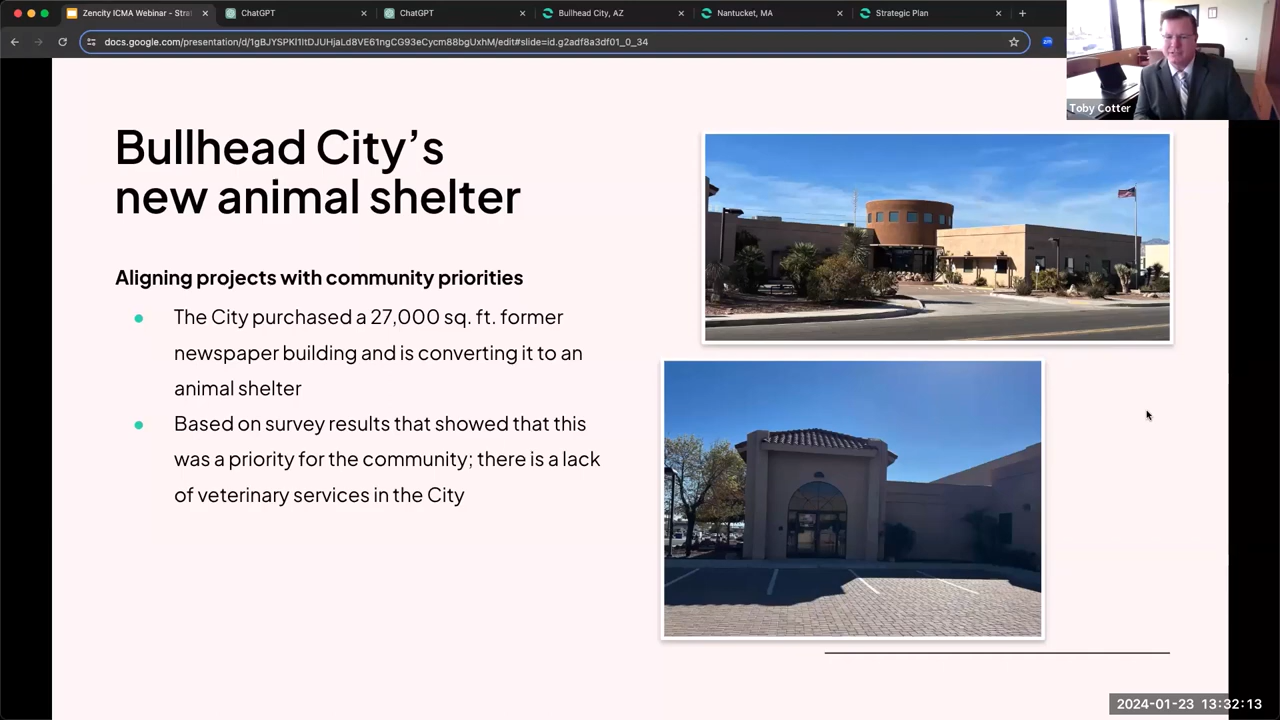 Zencity ICMA Webinar - Stra
ChatGPT
ChatGPT
Bullhead City, AZ
Nantucket, MA
Strategic Plan
docs.google.com/presentation/d/1gBJYSPKl1ltDJUHjaLd8VE61ngCG93eCycm88bgUxhM/edit#slide=id.g2adf8a3df01_0_34
Toby Cotter
Bullhead City’s
new animal shelter
Aligning projects with community priorities
The City purchased a 27,000 sq. ft. former
newspaper building and is converting it to an
animal shelter
Based on survey results that showed that this
was a priority for the community; there is a lack
of veterinary services in the City
2024-01-23 13:32:13